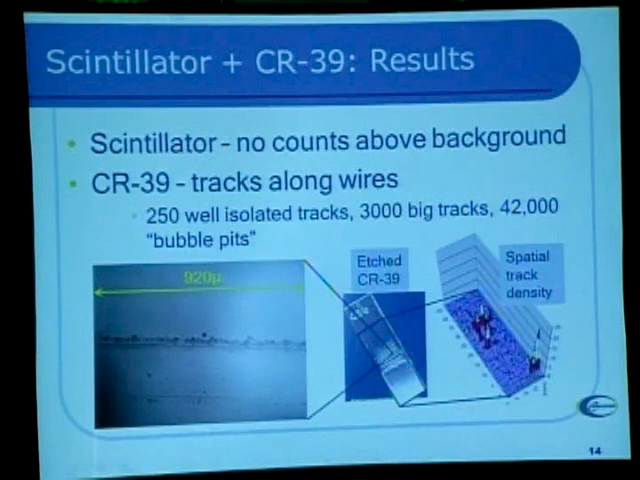 Scintillator + CR-39: Results
• Scintillator – no counts above background
• CR-39 – tracks along wires
• 250 well isolated tracks, 3000 big tracks, 42,000
“bubble pits”
920μ
Etched
CR-39
Spatial
track
density
14